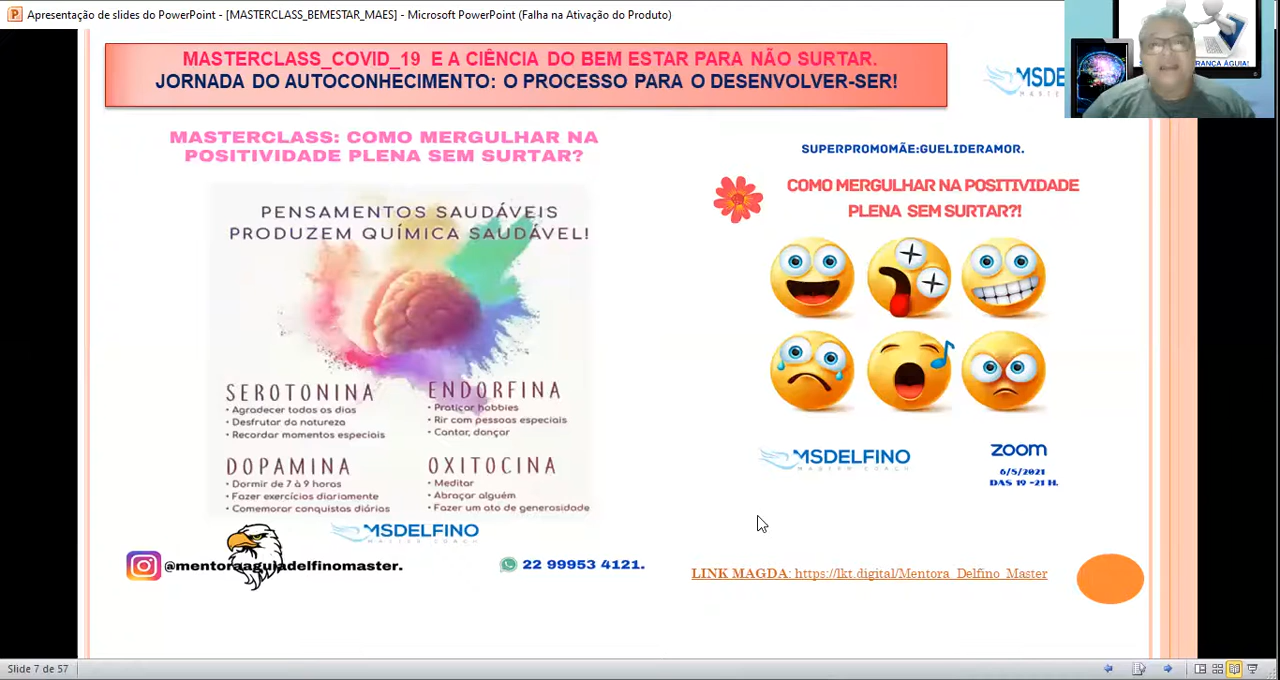 Apresentação de slides do PowerPoint - [MASTERCLASS_BEMESTAR_MAES] - Microsoft PowerPoint (Falha na Ativação do Produto)
MASTERCLASS_COVID_19 E A CIÊNCIA DO BEM ESTAR PARA NÃO SURTAR.
JORNADA DO AUTOCONHECIMENTO: O PROCESSO PARA O DESENVOLVER-SER!
MASTERCLASS: COMO MERGULHAR NA
POSITIVIDADE PLENA SEM SURTAR?
PENSAMENTOS SAUDÁVEIS
PRODUZEM QUÍMICA SAUDÁVEL!
SEROTONINA
• Agradecer todos os dias
• Desfrutar da natureza
• Recordar momentos especiais
ENDORFINA
• Praticar hobbies
• Rir com pessoas especiais
• Cantar, dançar
DOPAMINA
• Dormir de 7 à 9 horas
• Fazer exercícios diariamente
• Comemorar conquistas diárias
OXITOCINA
• Meditar
• Abraçar alguém
• Fazer um ato de generosidade
MSDELFINO
MASTER COACH
@mentoraaguiadelfinomaster.
22 99953 4121.
SUPERPROMOMÃE:GUELIDERAMOR.
COMO MERGULHAR NA POSITIVIDADE
PLENA SEM SURTAR?!
MSDELFINO
MASTER COACH
ZOOM
6/5/2021
DAS 19 -21 H.
LINK MAGDA: https://lkt.digital/Mentora_Delfino_Master
Slide 7 de 57